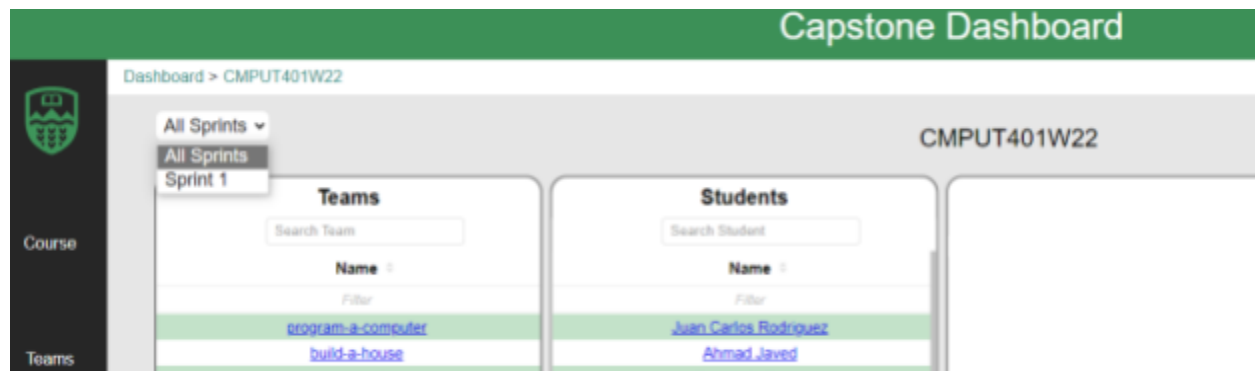 Capstone Dashboard
Dashboard > CMPUT401W22
All Sprints
CMPUT401W22
All Sprints
Sprint 1
Teams
Students
Search Team
Search Student
Course
Name
Name
Filter
Filter
program-a-computer
Juan Carlos Rodriguez
build-a-house
Ahmad Javed
Teams